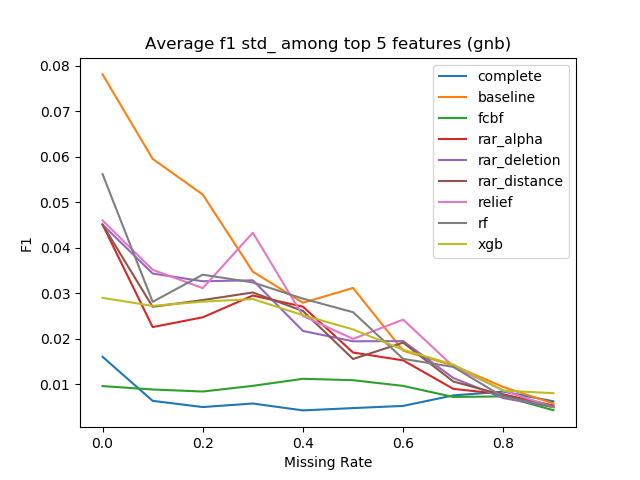 Average f1 std_ among top 5 features (gnb)
0.08
0.07
0.06
0.05
0.04
0.03
0.02
0.01
F1
0.0
0.2
0.4
0.6
0.8
Missing Rate
complete
baseline
fcbf
rar_alpha
rar_deletion
rar_distance
relief
rf
xgb